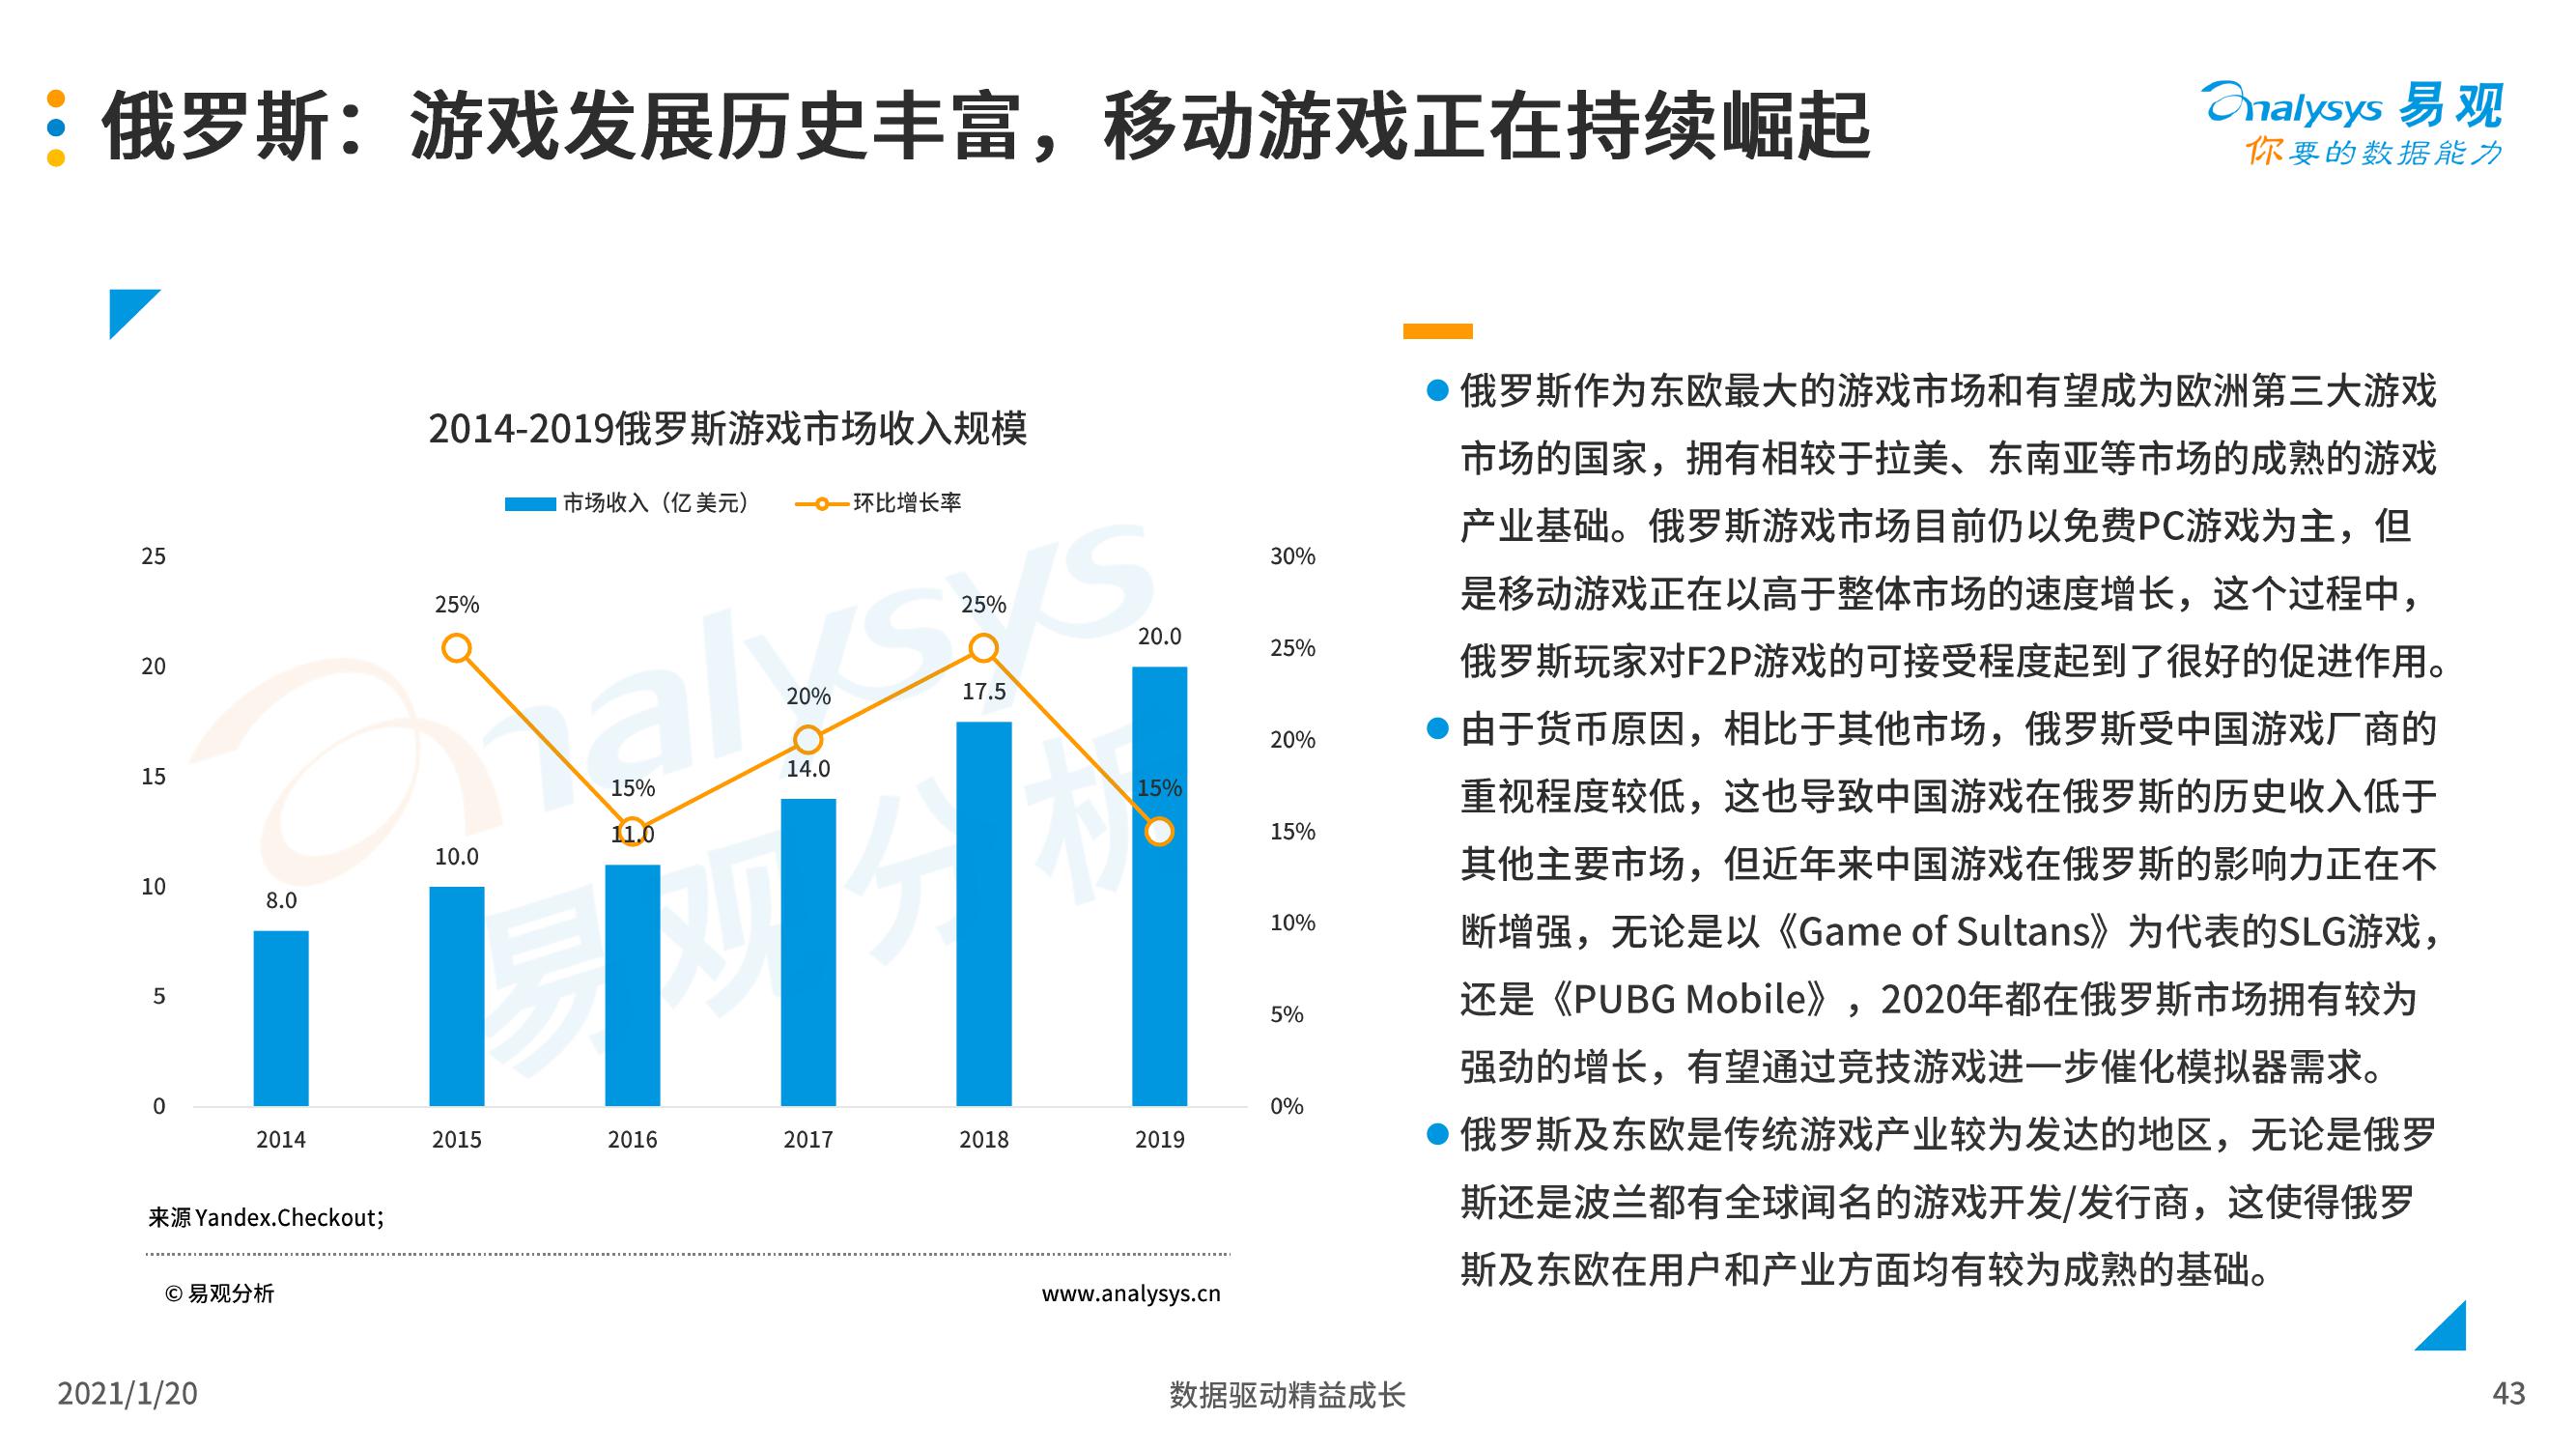 俄罗斯：游戏发展历史丰富，移动游戏正在持续崛起
analysys 易观
你要的数据能力
2014-2019俄罗斯游戏市场收入规模
市场收入（亿 美元） 环比增长率
25 30%
25% 25%
20.0
20 25%
20% 17.5
20%
15 14.0
15% 15%
11.0 15%
10.0
10 8.0
10%
5 5%
0 0%
2014 2015 2016 2017 2018 2019
analysys
易观分析
来源 Yandex.Checkout；
© 易观分析 www.analysys.cn
俄罗斯作为东欧最大的游戏市场和有望成为欧洲第三大游戏
市场的国家，拥有相较于拉美、东南亚等市场的成熟的游戏
产业基础。俄罗斯游戏市场目前仍以免费PC游戏为主，但
是移动游戏正在以高于整体市场的速度增长，这个过程中，
俄罗斯玩家对F2P游戏的可接受程度起到了很好的促进作用。
由于货币原因，相比于其他市场，俄罗斯受中国游戏厂商的
重视程度较低，这也导致中国游戏在俄罗斯的历史收入低于
其他主要市场，但近年来中国游戏在俄罗斯的影响力正在不
断增强，无论是以《Game of Sultans》为代表的SLG游戏，
还是《PUBG Mobile》，2020年都在俄罗斯市场拥有较为
强劲的增长，有望通过竞技游戏进一步催化模拟器需求。
俄罗斯及东欧是传统游戏产业较为发达的地区，无论是俄罗
斯还是波兰都有全球闻名的游戏开发/发行商，这使得俄罗
斯及东欧在用户和产业方面均有较为成熟的基础。
2021/1/20 数据驱动精益成长 43